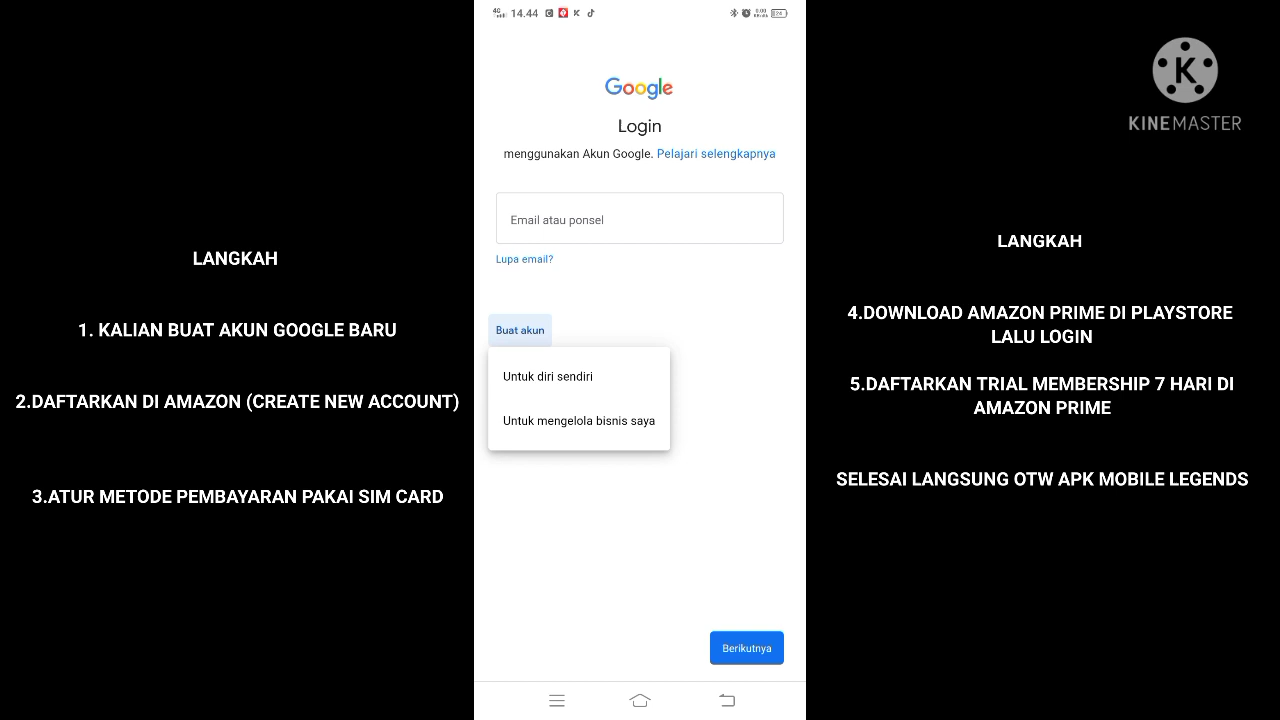 4G 14.44
Google
Login
menggunakan Akun Google. Pelajari selengkapnya
Email atau ponsel
Lupa email?
Buat akun
Untuk diri sendiri
Untuk mengelola bisnis saya
Berikutnya
LANGKAH
1. KALIAN BUAT AKUN GOOGLE BARU
2.DAFTARKAN DI AMAZON (CREATE NEW ACCOUNT)
3.ATUR METODE PEMBAYARAN PAKAI SIM CARD
K
KINEMASTER
LANGKAH
4.DOWNLOAD AMAZON PRIME DI PLAYSTORE
LALU LOGIN
5.DAFTARKAN TRIAL MEMBERSHIP 7 HARI DI
AMAZON PRIME
SELESAI LANGSUNG OTW APK MOBILE LEGENDS